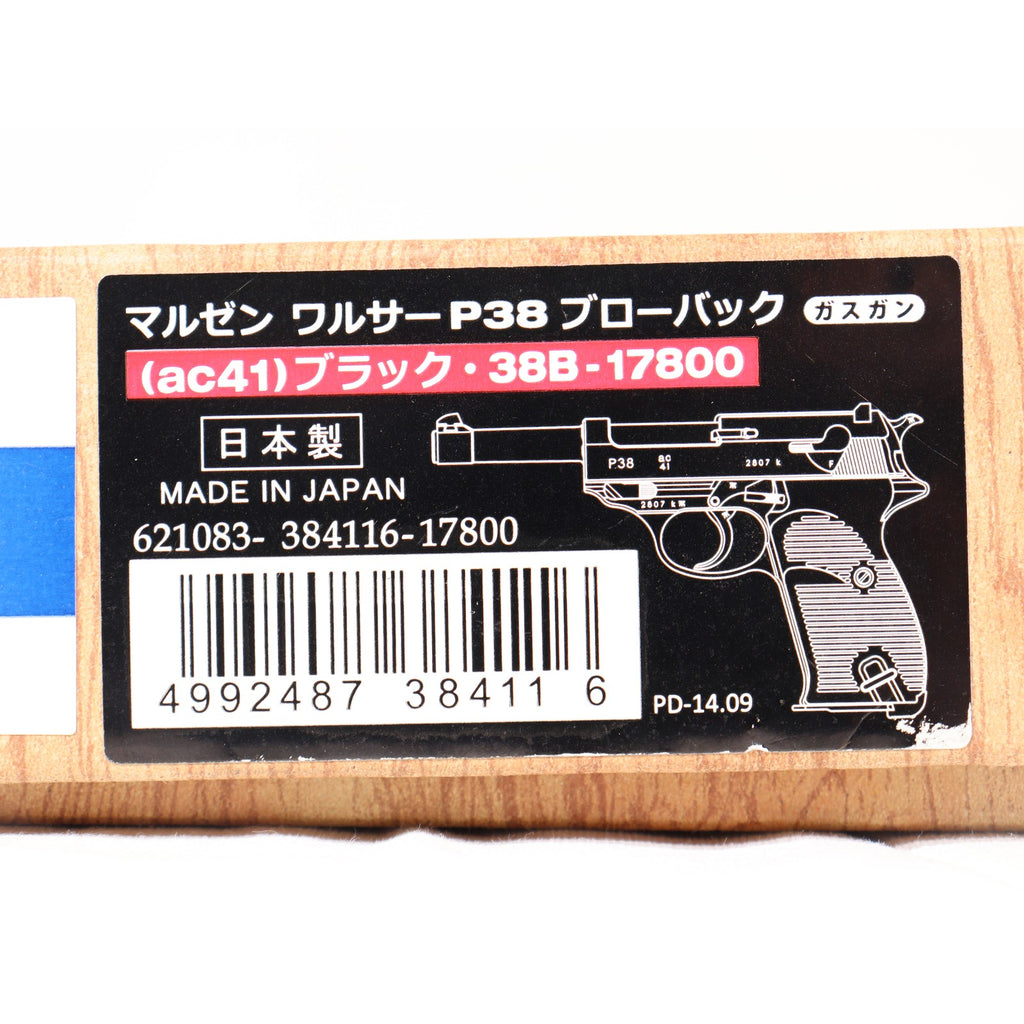 マルゼン ワルサーP38 ブローバック ガスガン
(ac41)ブラック・38B-17800
日本製
MADE IN JAPAN
621083- 384116-17800
4992487 38411 6
PD-14.09
P38 ac 2807 k F
41
2807 k